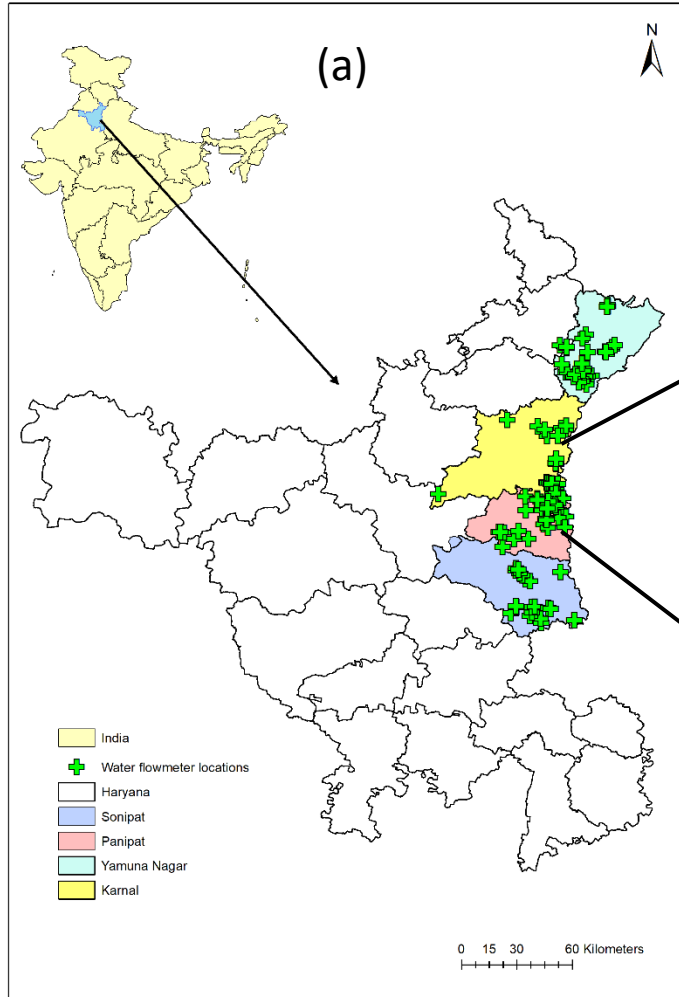 (a)
N
India
Water flowmeter locations
Haryana
Sonipat
Panipat
Yamuna Nagar
Karnal
0 15 30 60 Kilometers